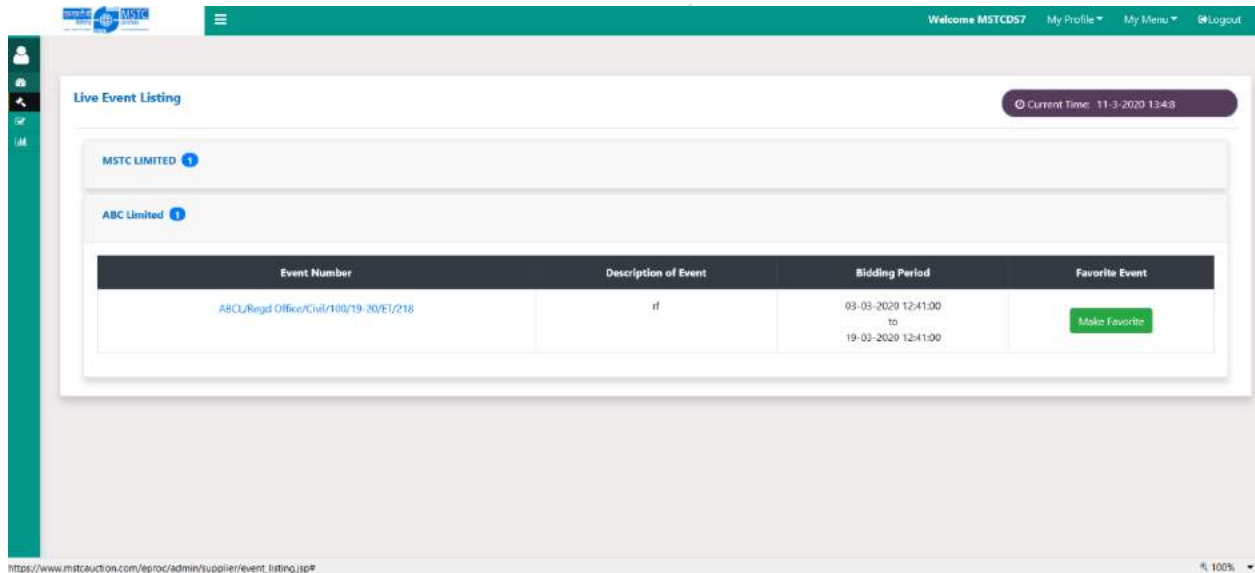 MSTC
Welcome MSTCDS7 My Profile My Menu Logout
Live Event Listing
Current Time: 11-3-2020 13:4:8
MSTC LIMITED 1
ABC Limited 1
Event Number Description of Event Bidding Period Favorite Event
ABCL/Regd Office/Civil/100/19-20/ET/218 rf 03-03-2020 12:41:00 Make Favorite
to
19-03-2020 12:41:00
https://www.mstcauction.com/eproc/admin/supplier/event_listing.jsp# 100%